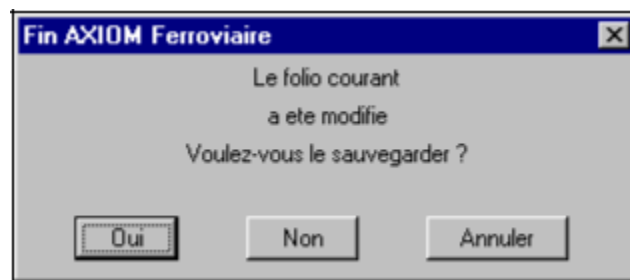 Fin AXIOM Ferroviaire
Le folio courant
a ete modifie
Voulez-vous le sauvegarder ?
Oui Non Annuler